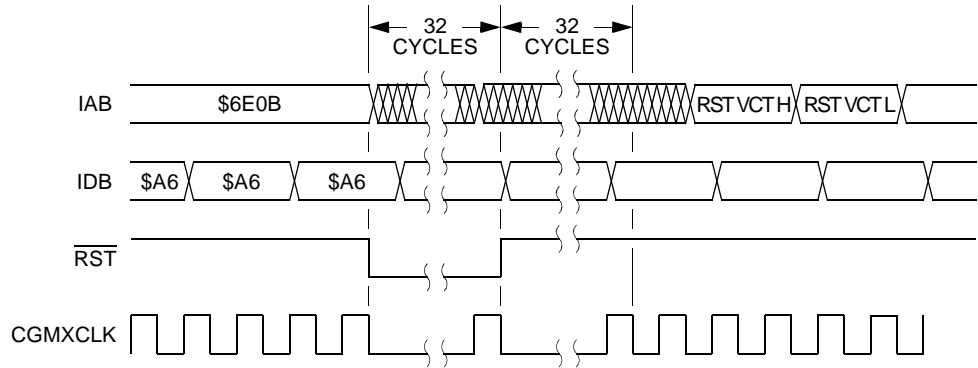 32
CYCLES
32
CYCLES
IAB
$6E0B
RST VCT H
RST VCT L
IDB
$A6
$A6
$A6
RST
CGMXCLK